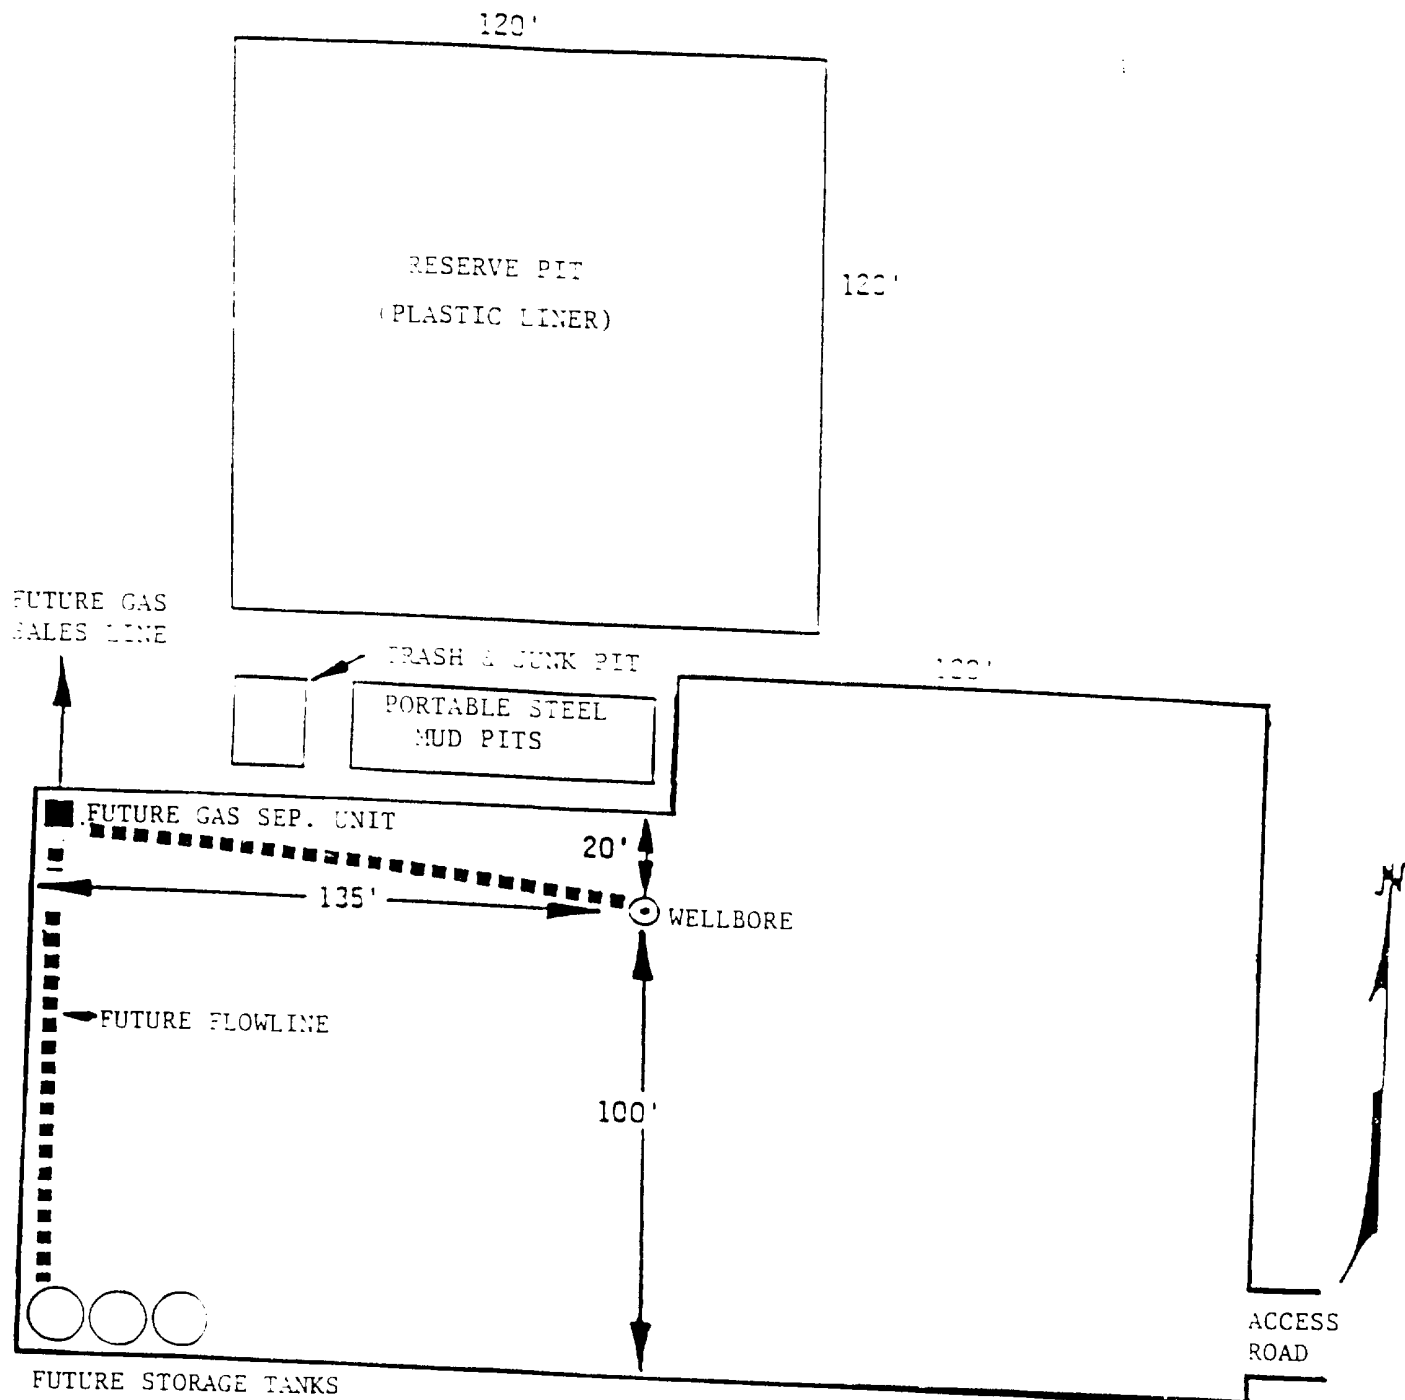 120'
RESERVE PIT
(PLASTIC LINER)
120'
FUTURE GAS
SALES LINE
TRASH & JUNK PIT
PORTABLE STEEL
MUD PITS
FUTURE GAS SEP. UNIT
20'
135'
WELLBORE
N
FUTURE FLOWLINE
100'
ACCESS
ROAD
FUTURE STORAGE TANKS